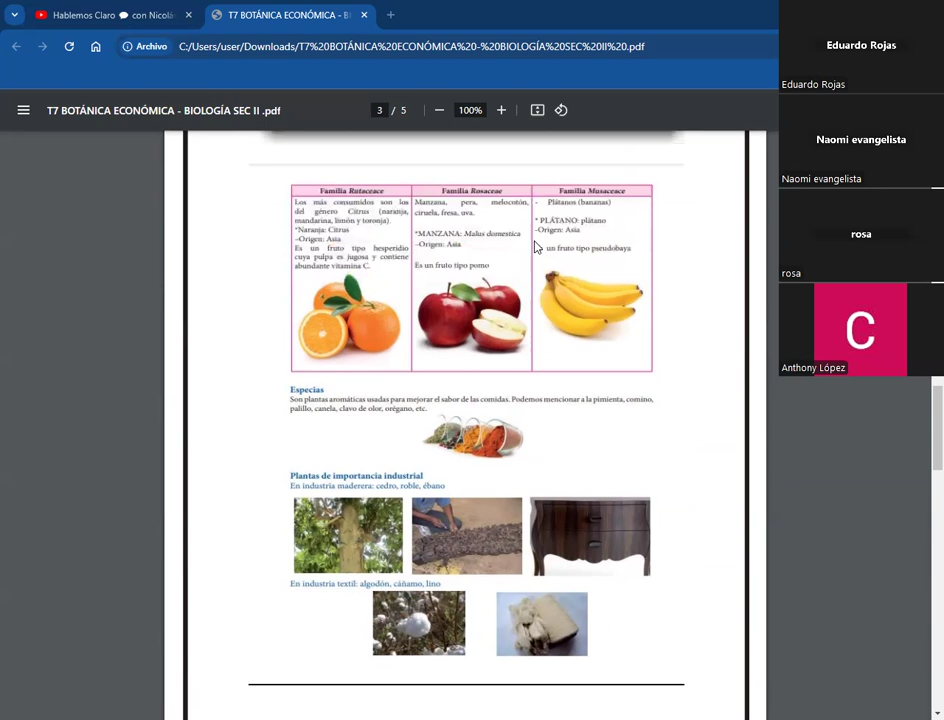 Hablemos Claro 💬 con Nicolá
T7 BOTÁNICA ECONÓMICA - B
Archivo
C:/Users/user/Downloads/T7%20BOTÁNICA%20ECONÓMICA%20-%20BIOLOGÍA%20SEC%20II%20.pdf
T7 BOTÁNICA ECONÓMICA - BIOLOGÍA SEC II .pdf
3 / 5
100%
Familia Rutaceace
Los más consumidos son los
del género Citrus (naranja,
mandarina, limón y toronja).
*Naranja: Citrus
–Origen: Asia
Es un fruto tipo hesperidio
cuya pulpa es jugosa y contiene
abundante vitamina C.
Familia Rosaceae
Manzana, pera, melocotón,
ciruela, fresa, uva.
*MANZANA: Malus domestica
–Origen: Asia
Es un fruto tipo pomo
Familia Musaceace
- Plátanos (bananas)
* PLÁTANO: plátano
–Origen: Asia
un fruto tipo pseudobaya
Especias
Son plantas aromáticas usadas para mejorar el sabor de las comidas. Podemos mencionar a la pimienta, comino,
palillo, canela, clavo de olor, orégano, etc.
Plantas de importancia industrial
En industria maderera: cedro, roble, ébano
En industria textil: algodón, cáñamo, lino
Eduardo Rojas
Eduardo Rojas
Naomi evangelista
Naomi evangelista
rosa
rosa
C
Anthony López